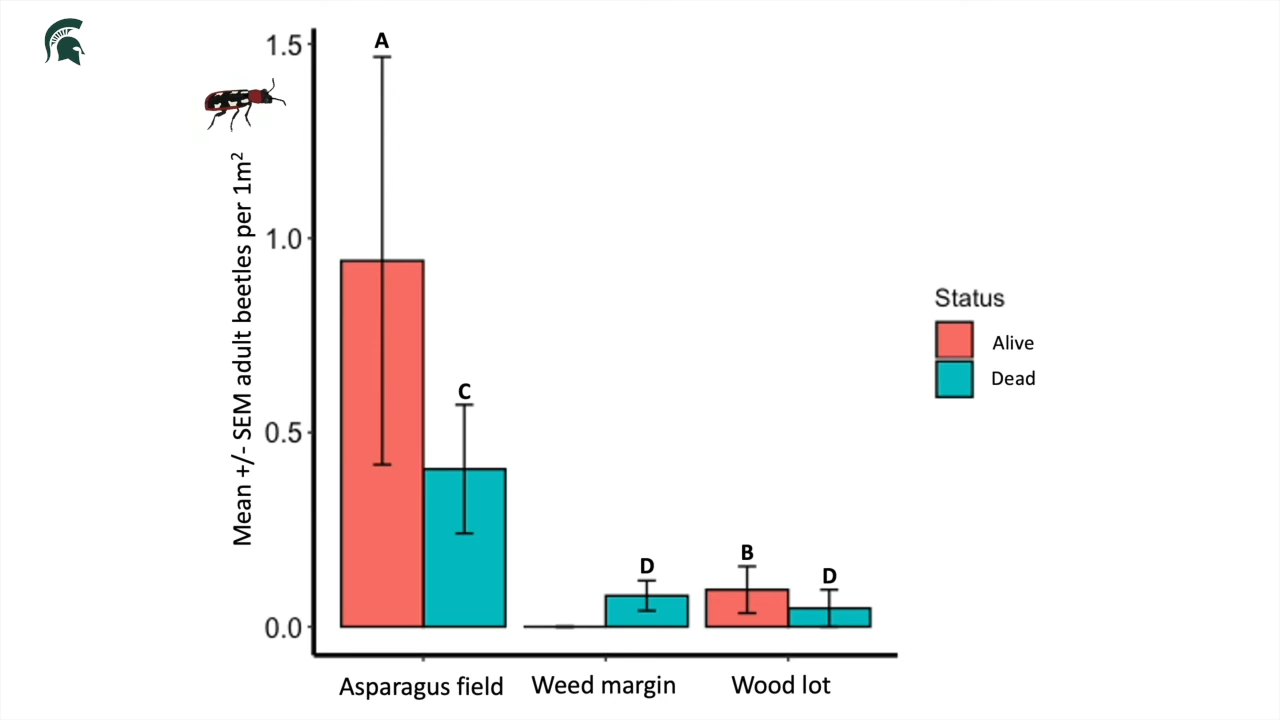 A
1.5
Mean +/- SEM adult beetles per 1m²
1.0
Status
Alive
Dead
C
0.5
D
B
D
0.0
Asparagus field
Weed margin
Wood lot